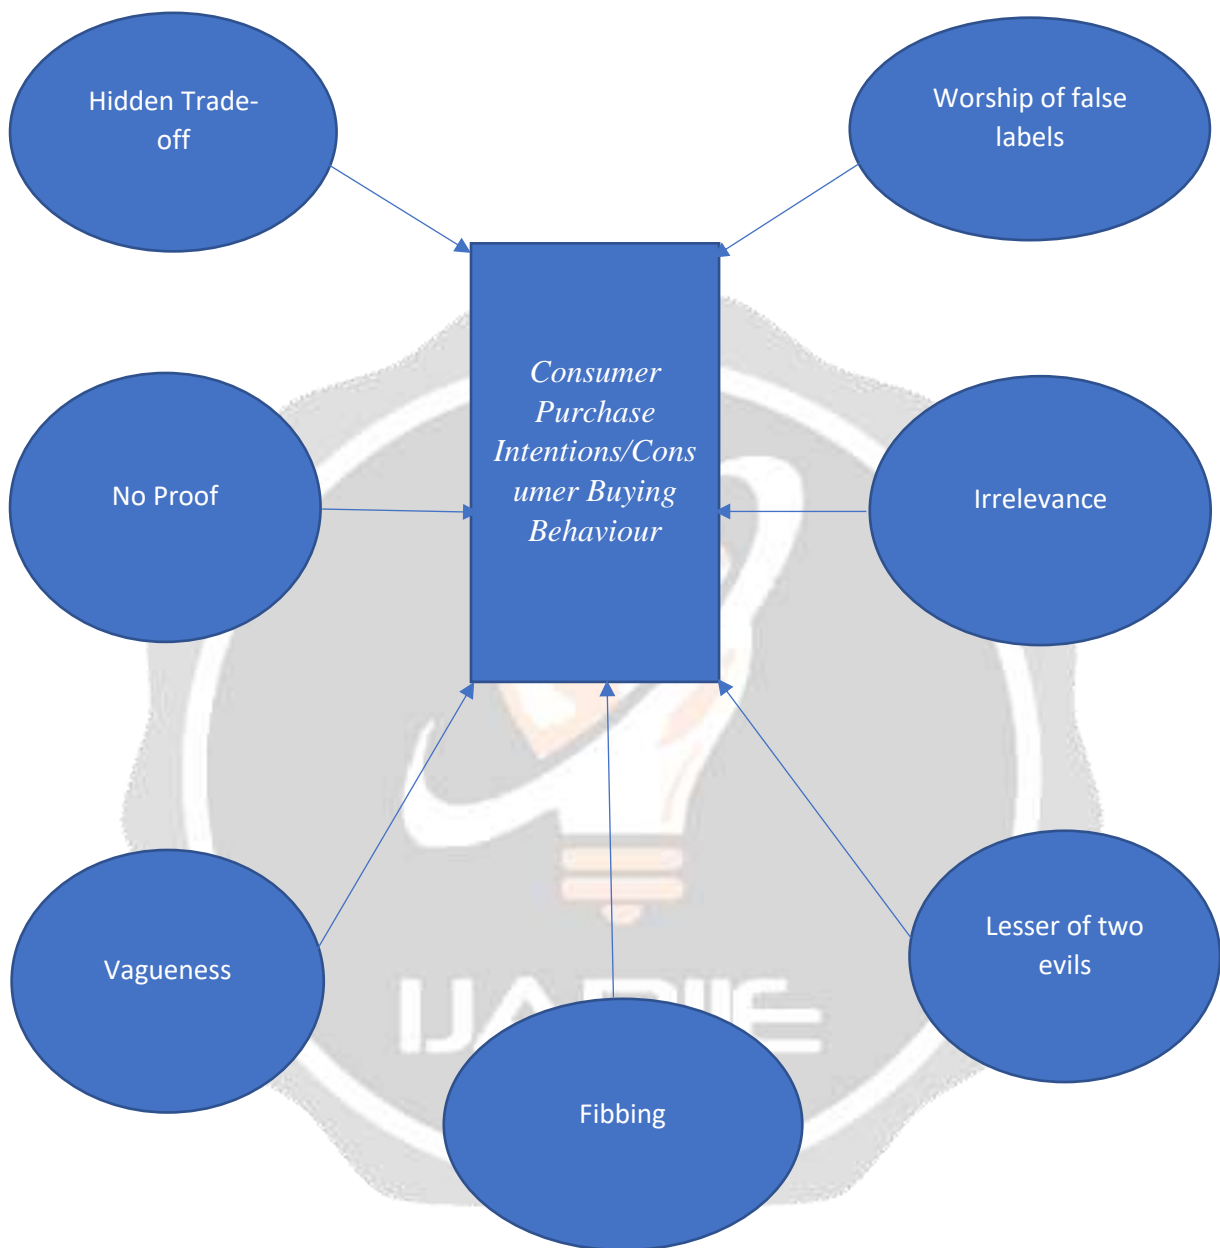 Hidden Trade-
off
Worship of false
labels
Consumer
Purchase
Intentions/Cons
umer Buying
Behaviour
No Proof
Irrelevance
Vagueness
Lesser of two
evils
Fibbing
IJARIIE